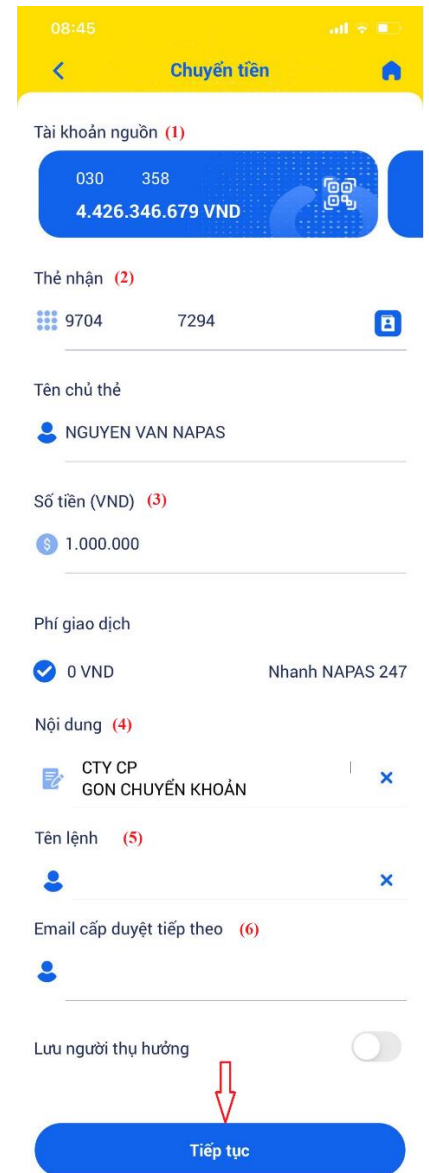 08:45
Chuyển tiền
Tài khoản nguồn (1)
030 358
4.426.346.679 VND
Thẻ nhận (2)
9704 7294
Tên chủ thẻ
NGUYEN VAN NAPAS
Số tiền (VND) (3)
$ 1.000.000
Phí giao dịch
0 VND Nhanh NAPAS 247
Nội dung (4)
CTY CP
GON CHUYỂN KHOẢN
Tên lệnh (5)
Email cấp duyệt tiếp theo (6)
Lưu người thụ hưởng
Tiếp tục